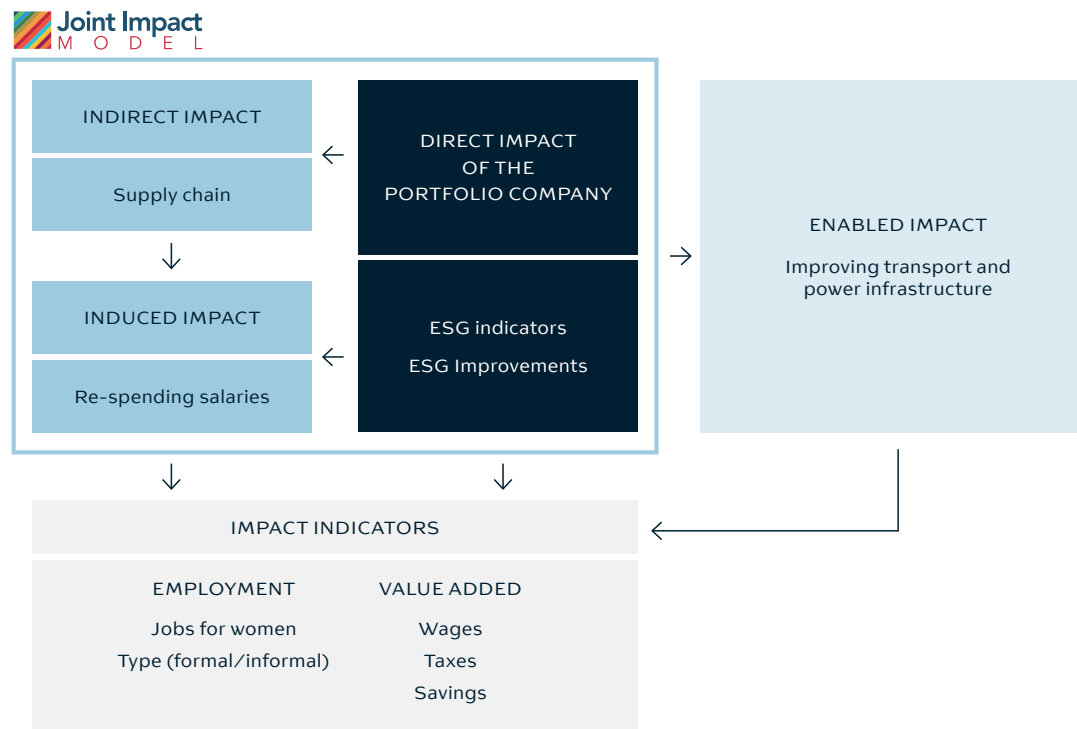 Joint Impact
MODEL
INDIRECT IMPACT
Supply chain
INDUCED IMPACT
Re-spending salaries
DIRECT IMPACT
OF THE
PORTFOLIO COMPANY
ESG indicators
ESG Improvements
ENABLED IMPACT
Improving transport and
power infrastructure
IMPACT INDICATORS
EMPLOYMENT
Jobs for women
Type (formal/informal)
VALUE ADDED
Wages
Taxes
Savings